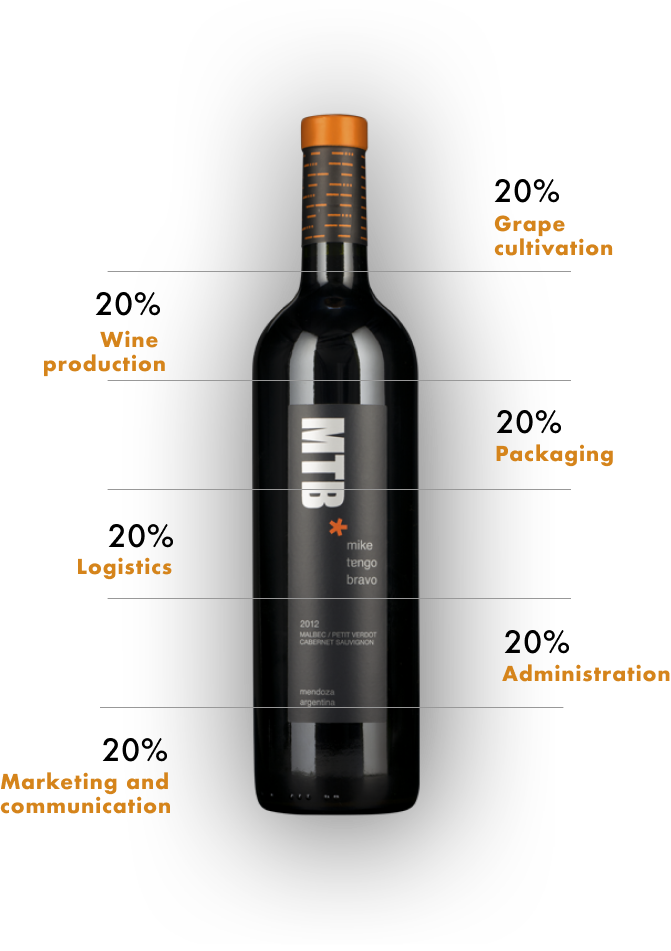 20%
Grape
cultivation
20%
Wine
production
20%
Packaging
MTB
*
mike
tengo
bravo
20%
Logistics
2012
MALBEC / PETIT VERDOT
CABERNET SAUVIGNON
20%
Administration
mendoza
argentina
20%
Marketing and
communication